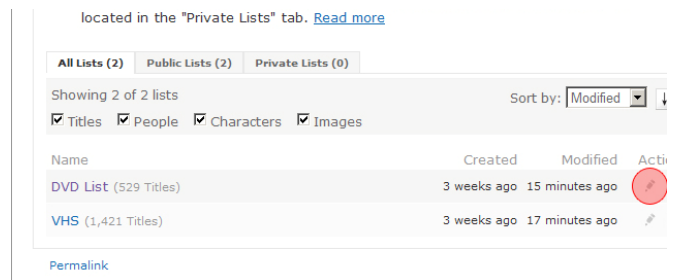 located in the "Private Lists" tab. Read more
All Lists (2) Public Lists (2) Private Lists (0)
Showing 2 of 2 lists Sort by: Modified
Titles People Characters Images
Name Created Modified Acti
DVD List (529 Titles) 3 weeks ago 15 minutes ago
VHS (1,421 Titles) 3 weeks ago 17 minutes ago
Permalink